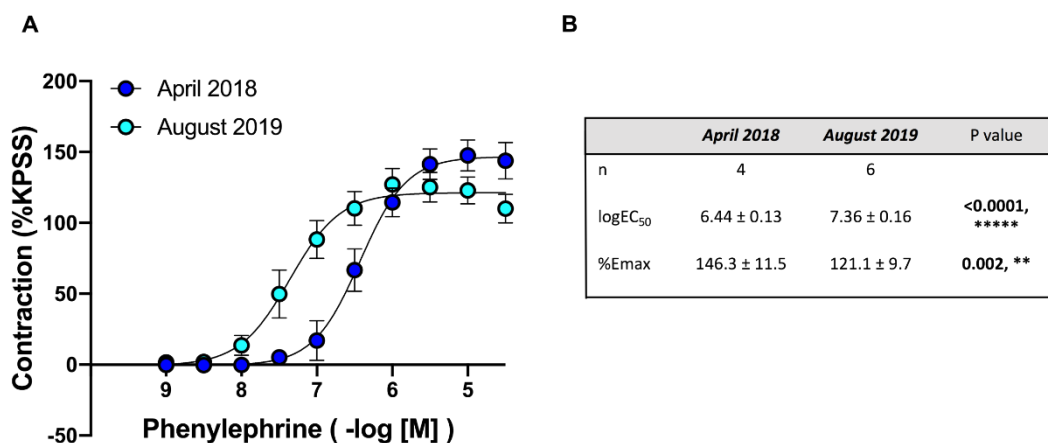 A
B
April 2018
August 2019
200
150
100
50
0
-50
Contraction (%KPSS)
9 8 7 6 5
Phenylephrine ( -log [M] )
April 2018 August 2019 P value
n 4 6
logEC50 6.44 ± 0.13 7.36 ± 0.16 <0.0001,
*****
%Emax 146.3 ± 11.5 121.1 ± 9.7 0.002, **